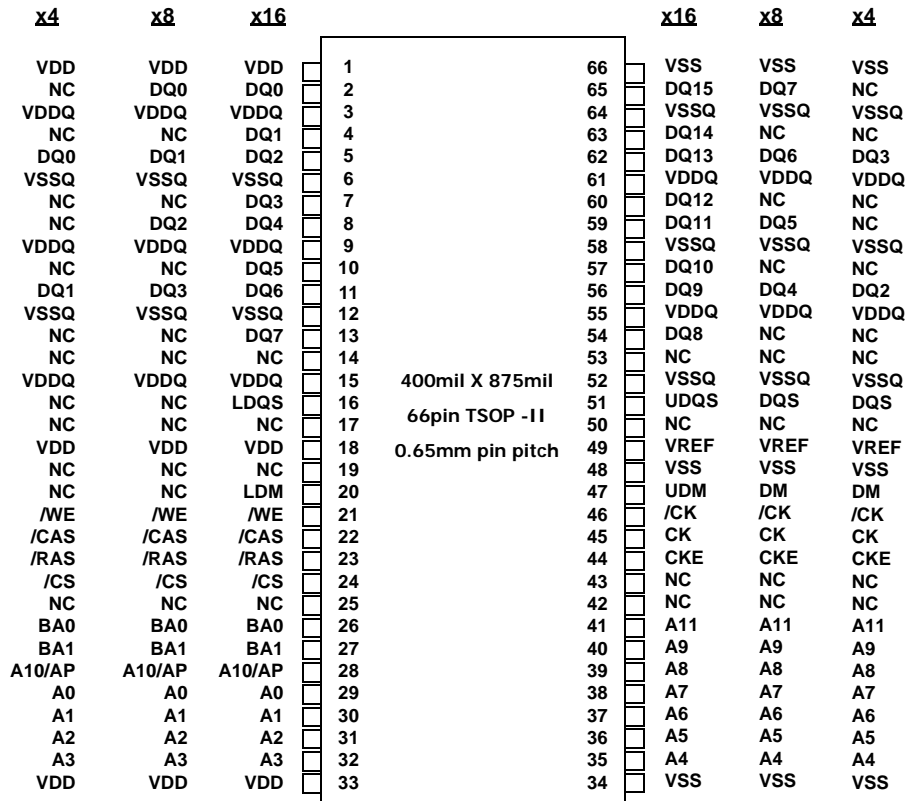 x4 x8 x16 x16 x8 x4
VDD VDD VDD 1 66 VSS VSS VSS
NC DQ0 DQ0 2 65 DQ15 DQ7 NC
VDDQ VDDQ VDDQ 3 64 VSSQ VSSQ VSSQ
NC NC DQ1 4 63 DQ14 NC NC
DQ0 DQ1 DQ2 5 62 DQ13 DQ6 DQ3
VSSQ VSSQ VSSQ 6 61 VDDQ VDDQ VDDQ
NC NC DQ3 7 60 DQ12 NC NC
NC DQ2 DQ4 8 59 DQ11 DQ5 NC
VDDQ VDDQ VDDQ 9 58 VSSQ VSSQ VSSQ
NC NC DQ5 10 57 DQ10 NC NC
DQ1 DQ3 DQ6 11 56 DQ9 DQ4 DQ2
VSSQ VSSQ VSSQ 12 55 VDDQ VDDQ VDDQ
NC NC DQ7 13 54 DQ8 NC NC
NC NC NC 14 53 NC NC NC
VDDQ VDDQ VDDQ 15 400mil X 875mil 52 VSSQ VSSQ VSSQ
NC NC LDQS 16 66pin TSOP -II 51 UDQS DQS DQS
NC NC NC 17 50 NC NC NC
VDD VDD VDD 18 0.65mm pin pitch 49 VREF VREF VREF
NC NC NC 19 48 VSS VSS VSS
NC NC LDM 20 47 UDM DM DM
/WE /WE /WE 21 46 /CK /CK /CK
/CAS /CAS /CAS 22 45 CK CK CK
/RAS /RAS /RAS 23 44 CKE CKE CKE
/CS /CS /CS 24 43 NC NC NC
NC NC NC 25 42 NC NC NC
BA0 BA0 BA0 26 41 A11 A11 A11
BA1 BA1 BA1 27 40 A9 A9 A9
A10/AP A10/AP A10/AP 28 39 A8 A8 A8
A0 A0 A0 29 38 A7 A7 A7
A1 A1 A1 30 37 A6 A6 A6
A2 A2 A2 31 36 A5 A5 A5
A3 A3 A3 32 35 A4 A4 A4
VDD VDD VDD 33 34 VSS VSS VSS